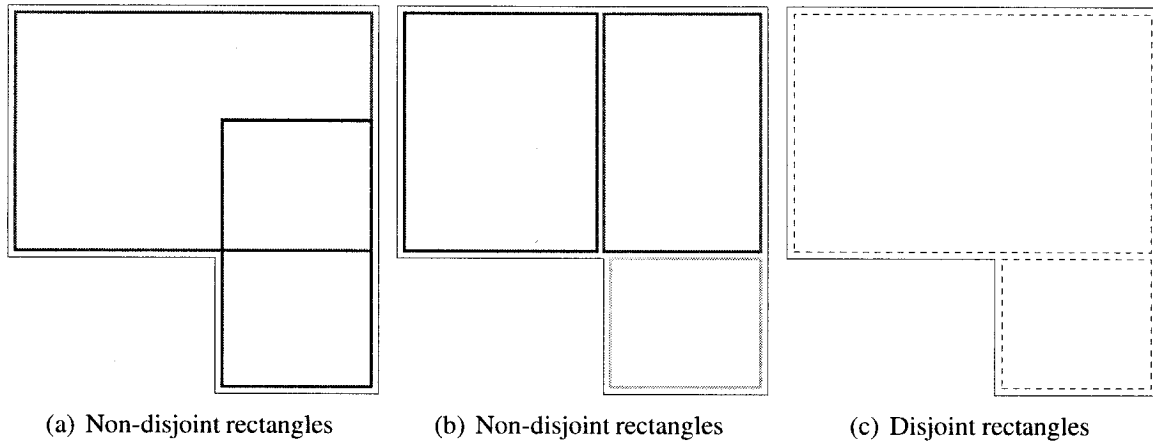 (a) Non-disjoint rectangles
(b) Non-disjoint rectangles
(c) Disjoint rectangles